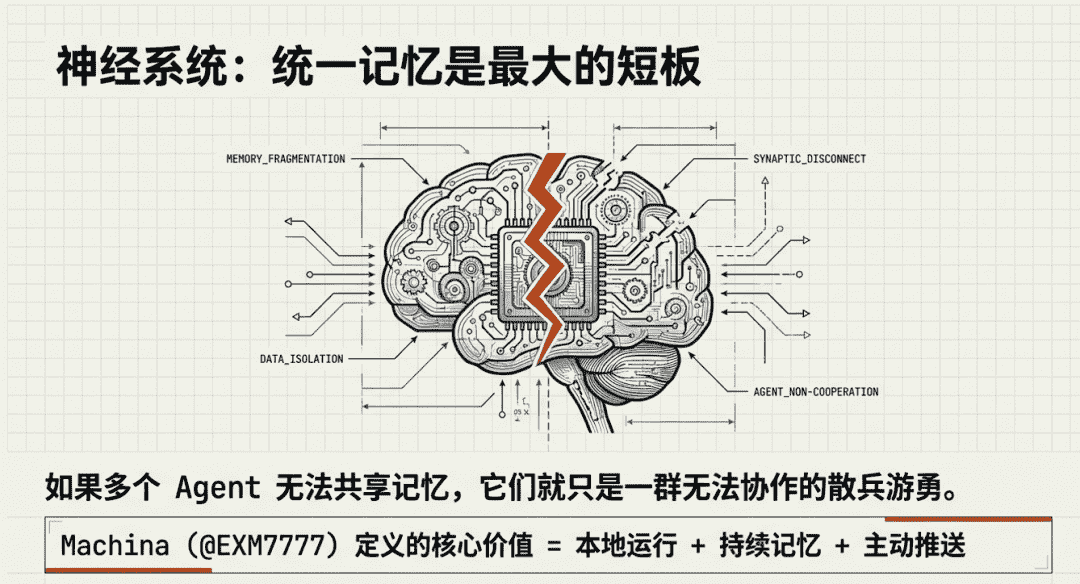 神经系统：统一记忆是最大的短板
MEMORY_FRAGMENTATION
SYNAPTIC_DISCONNECT
DATA_ISOLATION
AGENT_NON-COOPERATION
如果多个 Agent 无法共享记忆，它们就只是一群无法协作的散兵游勇。
Machina (@EXM7777) 定义的核心价值 = 本地运行 + 持续记忆 + 主动推送